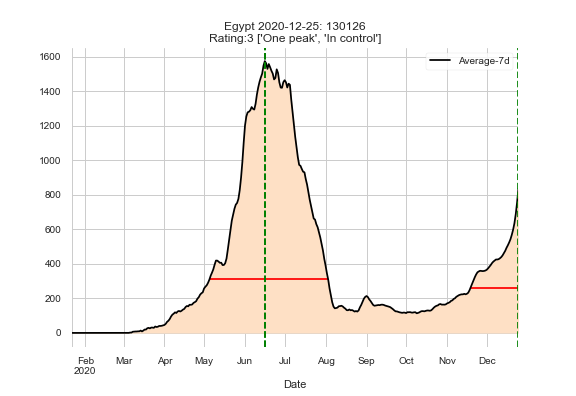 Egypt 2020-12-25: 130126
Rating:3 ['One peak', 'In control']
Average-7d
1600
1400
1200
1000
800
600
400
200
0
Feb Mar Apr May Jun Jul Aug Sep Oct Nov Dec
2020
Date